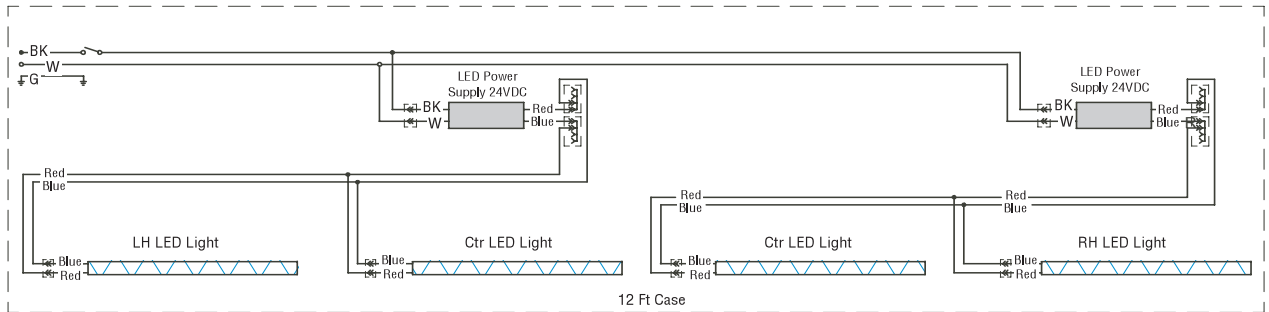 BK
W
G
LED Power
Supply 24VDC
BK
W
Red
Blue
LED Power
Supply 24VDC
BK
W
Red
Blue
Red
Blue
Red
Blue
Red
Blue
LH LED Light
Ctr LED Light
Ctr LED Light
RH LED Light
Blue
Red
Blue
Red
Blue
Red
Blue
Red
12 Ft Case